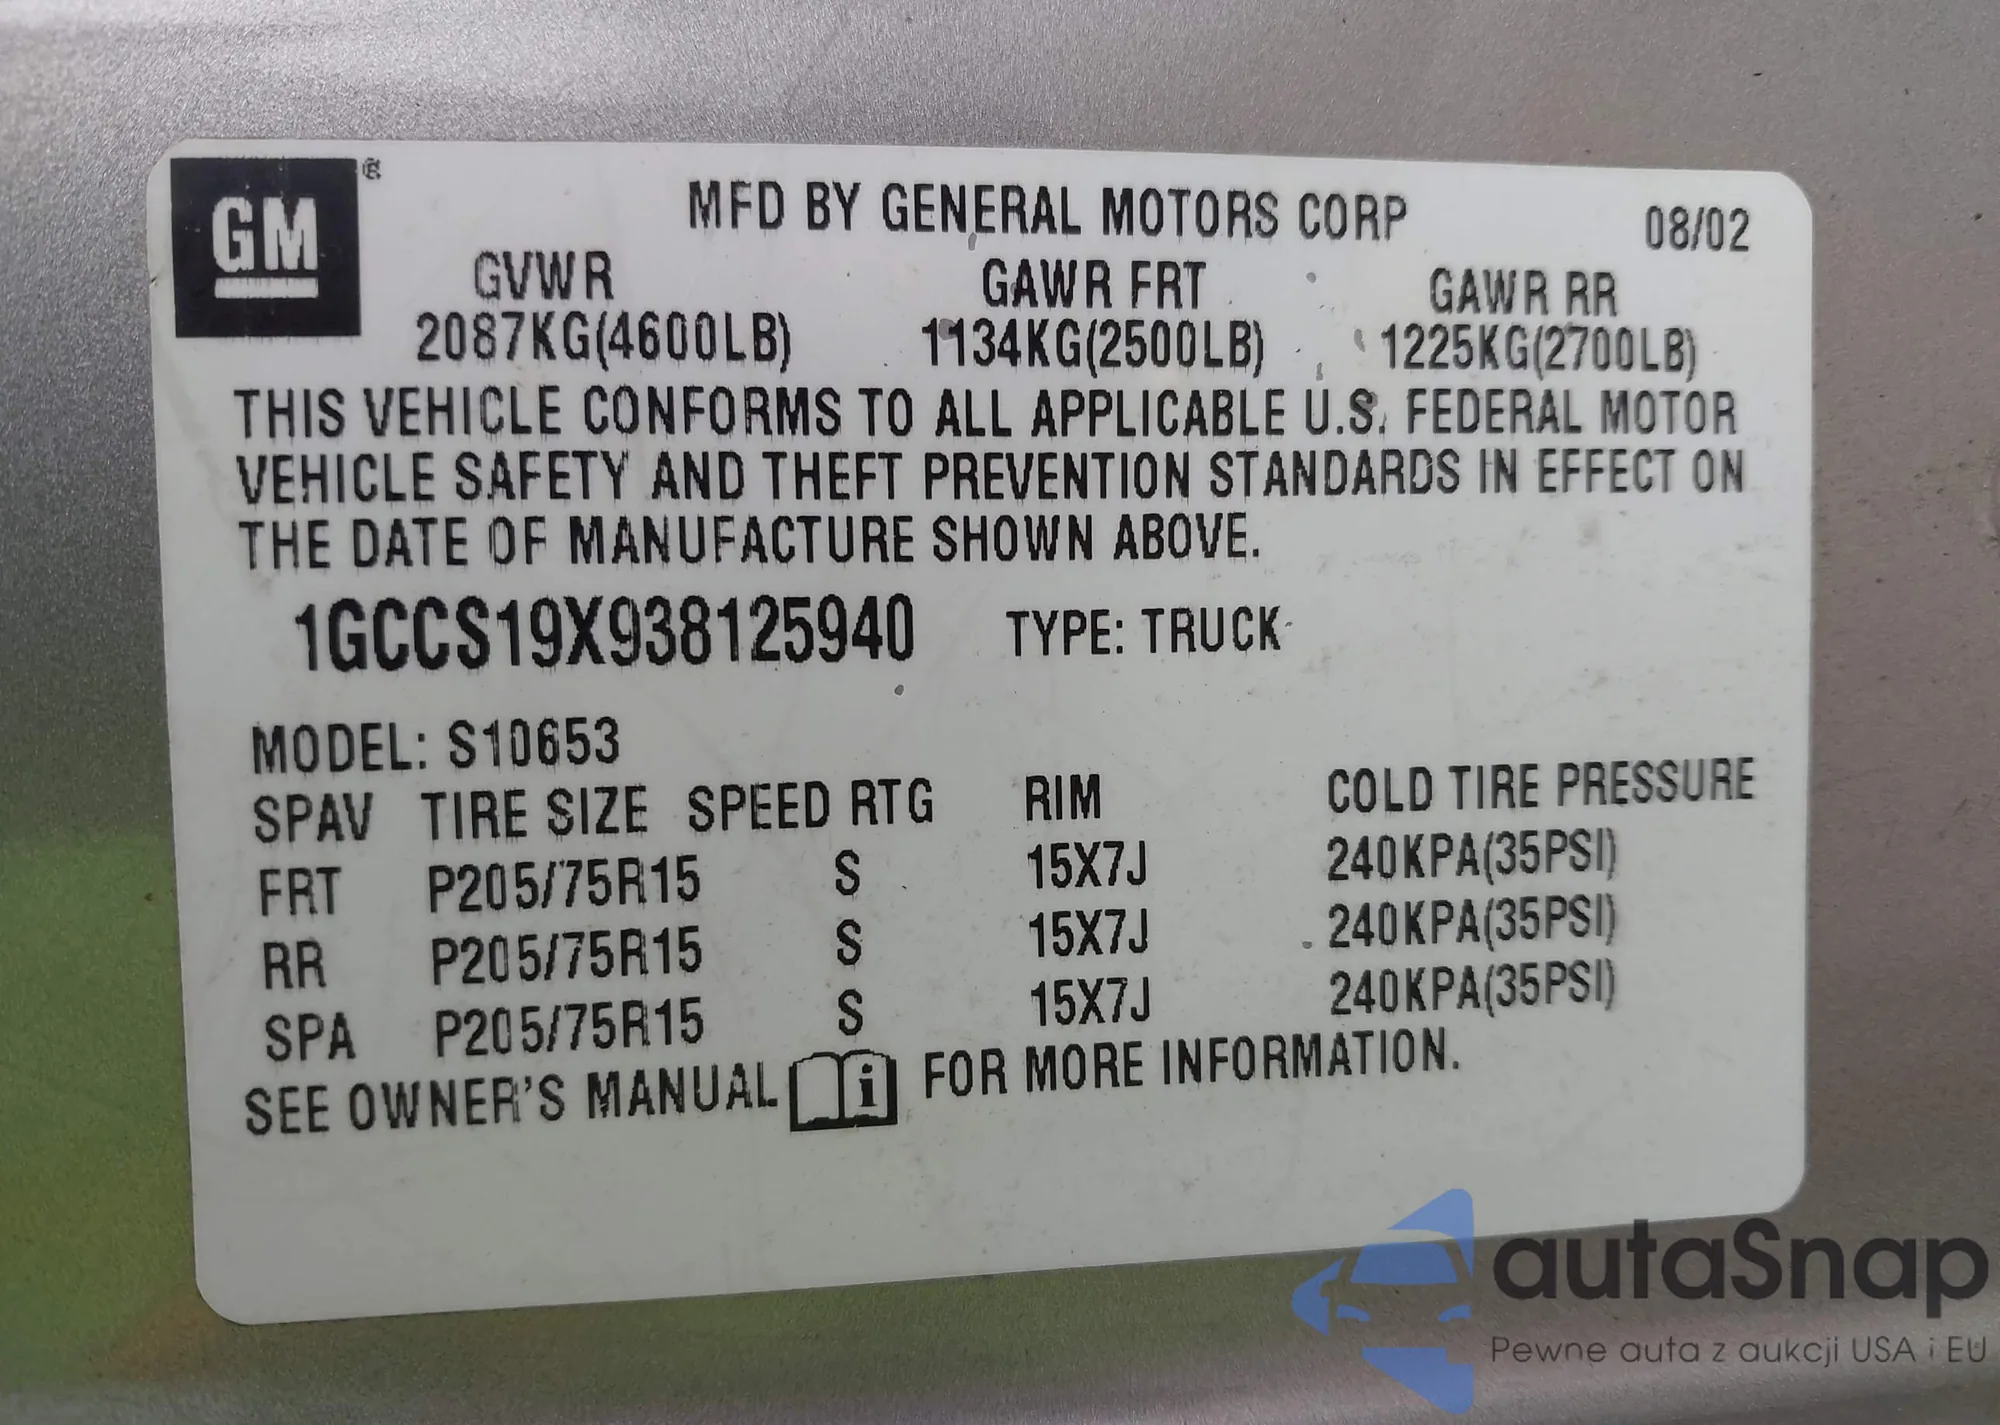 GM®
MFD BY GENERAL MOTORS CORP 08/02
GVWR GAWR FRT GAWR RR
2087KG(4600LB) 1134KG(2500LB) 1225KG(2700LB)
THIS VEHICLE CONFORMS TO ALL APPLICABLE U.S. FEDERAL MOTOR
VEHICLE SAFETY AND THEFT PREVENTION STANDARDS IN EFFECT ON
THE DATE OF MANUFACTURE SHOWN ABOVE.
1GCCS19X938125940 TYPE: TRUCK
MODEL: S10653
SPAV TIRE SIZE SPEED RTG RIM COLD TIRE PRESSURE
FRT P205/75R15 S 15X7J 240KPA(35PSI)
RR P205/75R15 S 15X7J 240KPA(35PSI)
SPA P205/75R15 S 15X7J 240KPA(35PSI)
SEE OWNER'S MANUAL i FOR MORE INFORMATION.
autaSnap
Pewne auta z aukcji USA i EU